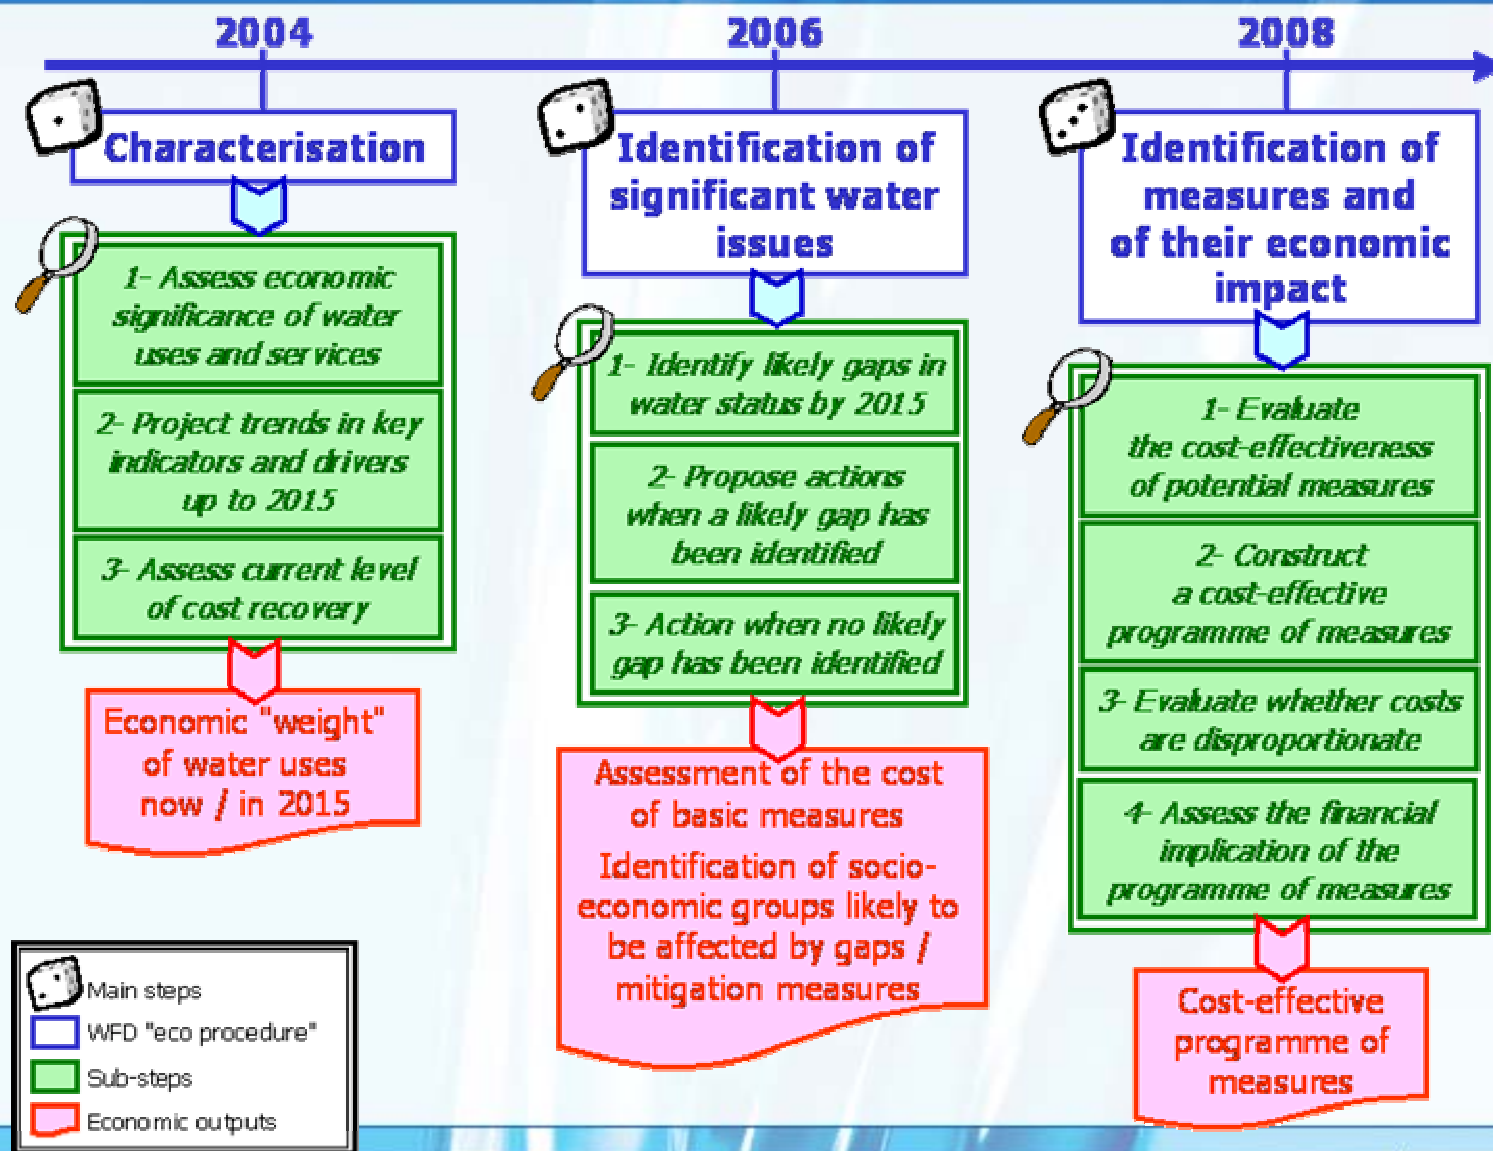 2004
2006
2008
Characterisation
1- Assess economic
significance of water
uses and services
2- Project trends in key
indicators and drivers
up to 2015
3- Assess current level
of cost recovery
Economic "weight"
of water uses
now / in 2015
Identification of
significant water
issues
1- Identify likely gaps in
water status by 2015
2- Propose actions
when a likely gap has
been identified
3- Action when no likely
gap has been identified
Assessment of the cost
of basic measures
Identification of socio-
economic groups likely to
be affected by gaps /
mitigation measures
Identification of
measures and
of their economic
impact
1- Evaluate
the cost-effectiveness
of potential measures
2- Construct
a cost-effective
programme of measures
3- Evaluate whether costs
are disproportionate
4- Assess the financial
implication of the
programme of measures
Cost-effective
programme of
measures
Main steps
WFD "eco procedure"
Sub-steps
Economic outputs